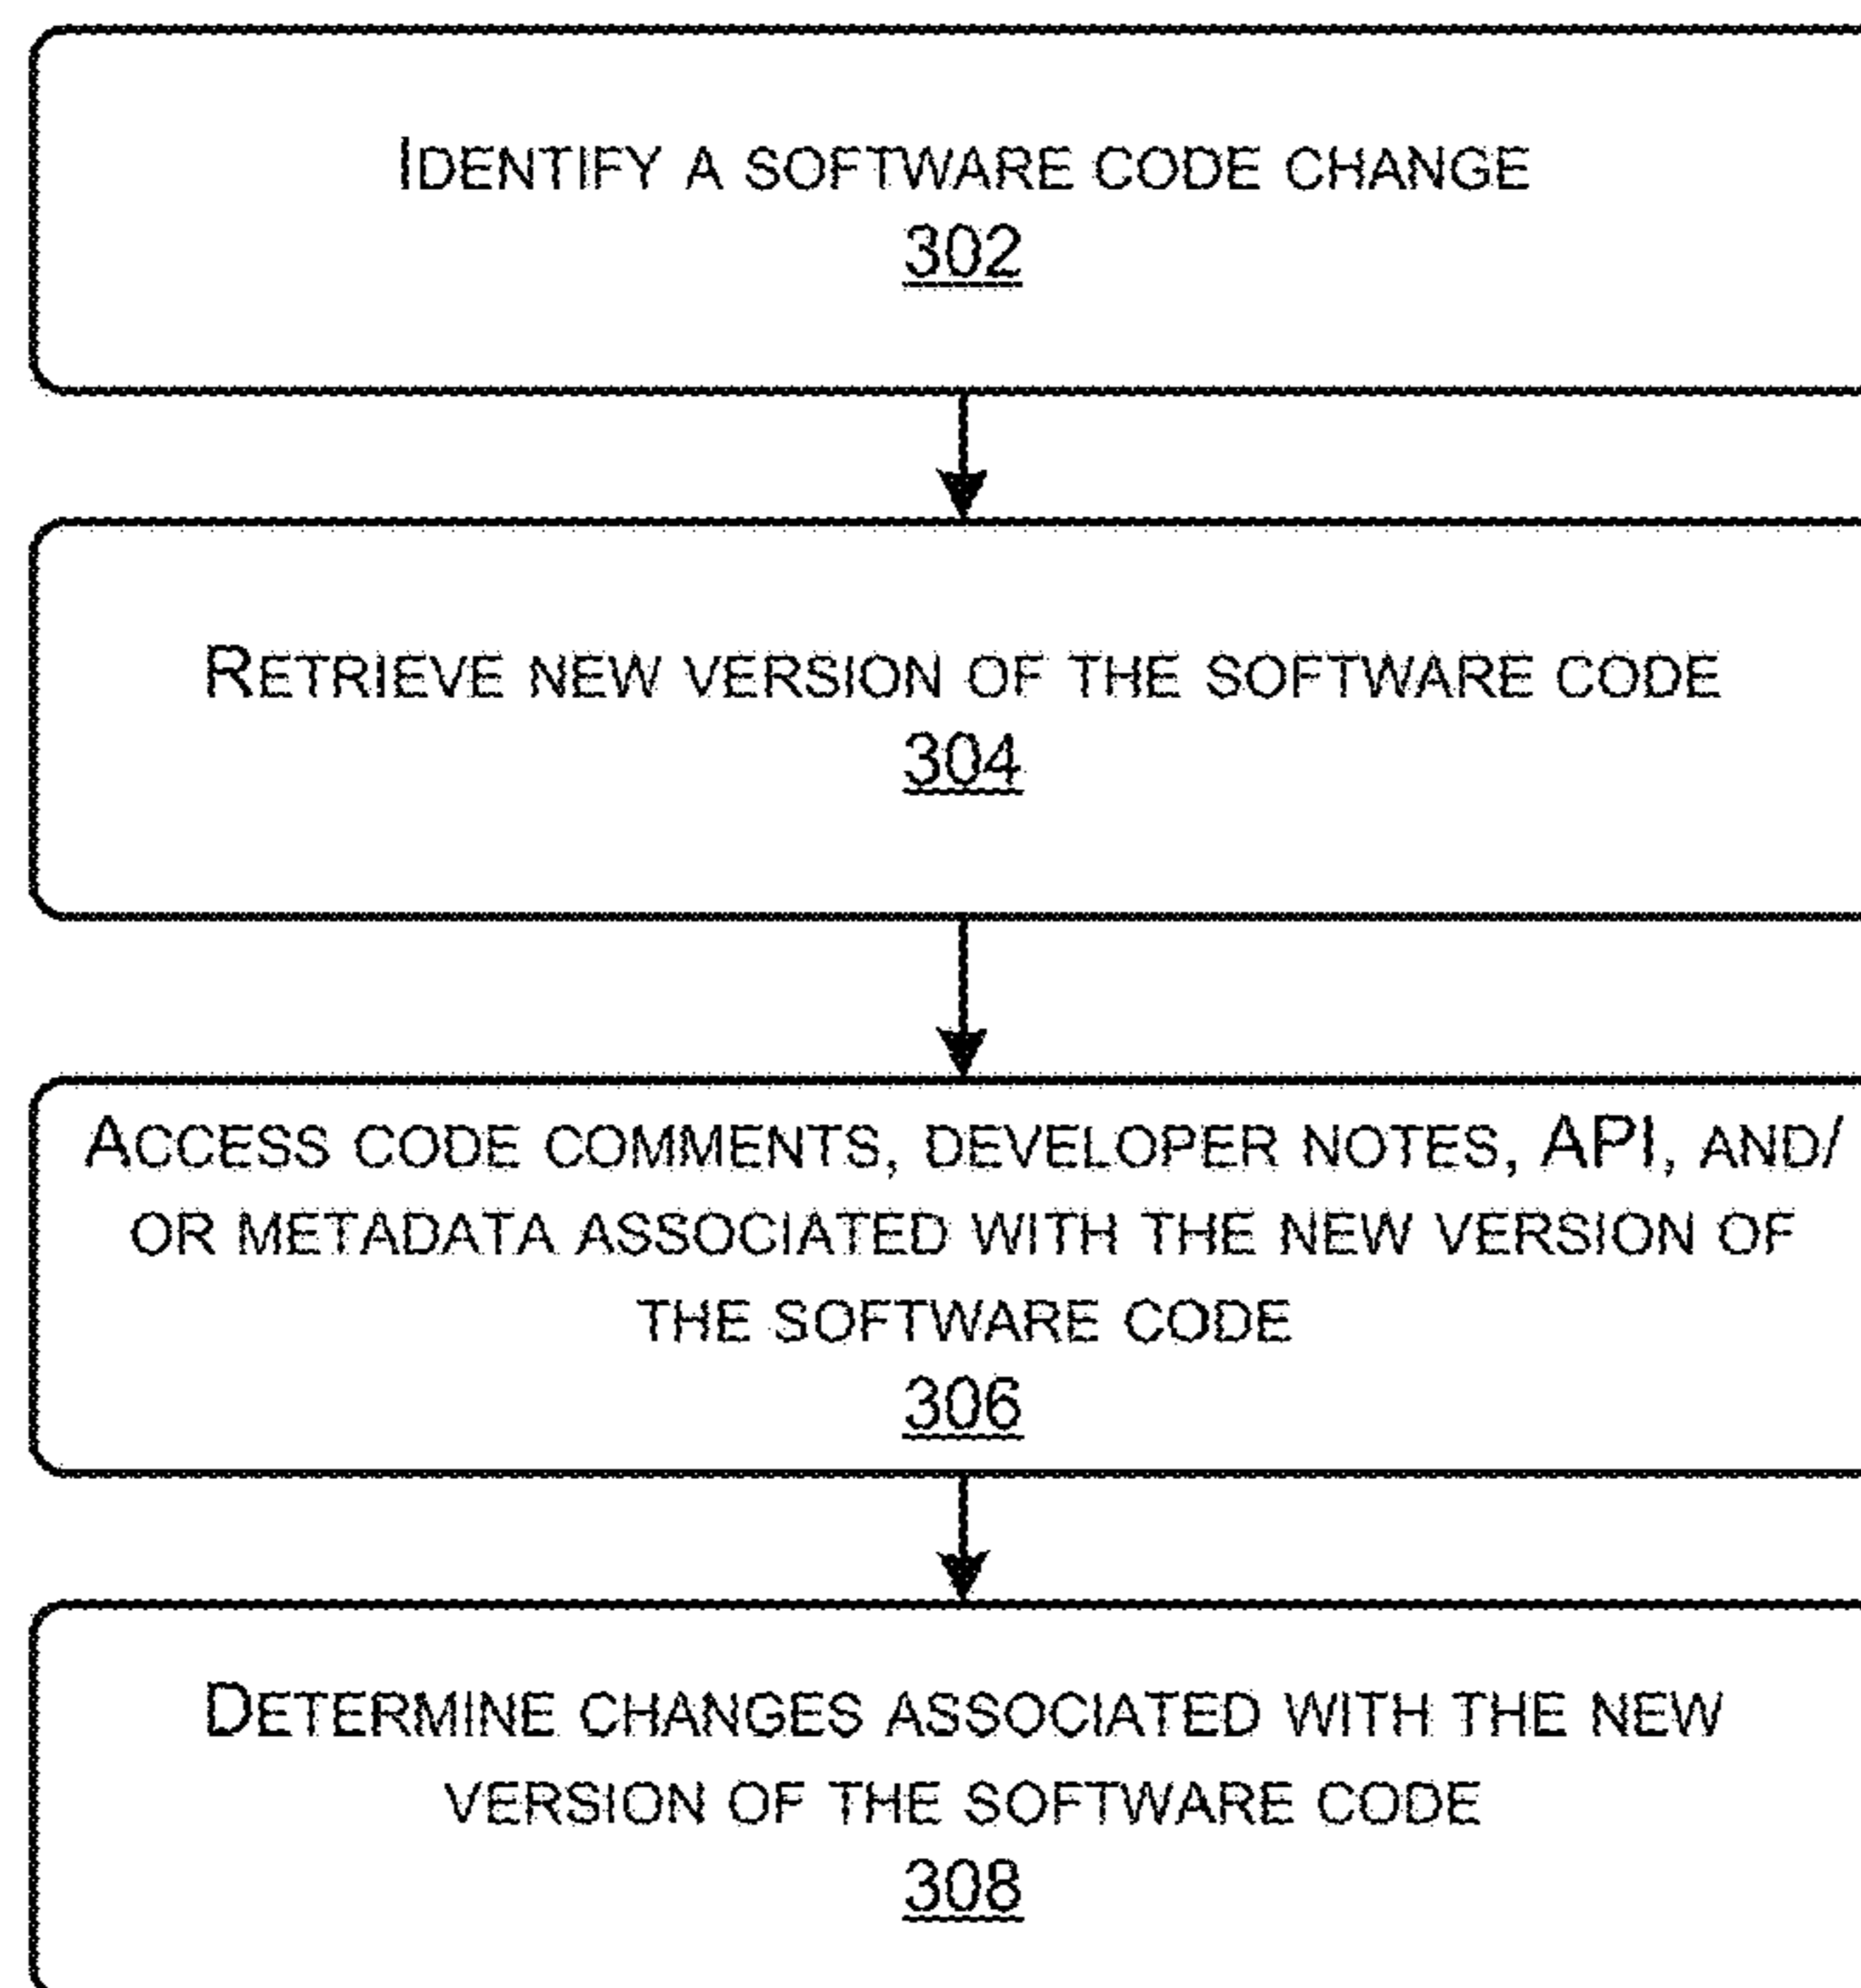 IDENTIFY A SOFTWARE CODE CHANGE
302
RETRIEVE NEW VERSION OF THE SOFTWARE CODE
304
ACCESS CODE COMMENTS, DEVELOPER NOTES, API, AND/
OR METADATA ASSOCIATED WITH THE NEW VERSION OF
THE SOFTWARE CODE
306
DETERMINE CHANGES ASSOCIATED WITH THE NEW
VERSION OF THE SOFTWARE CODE
308